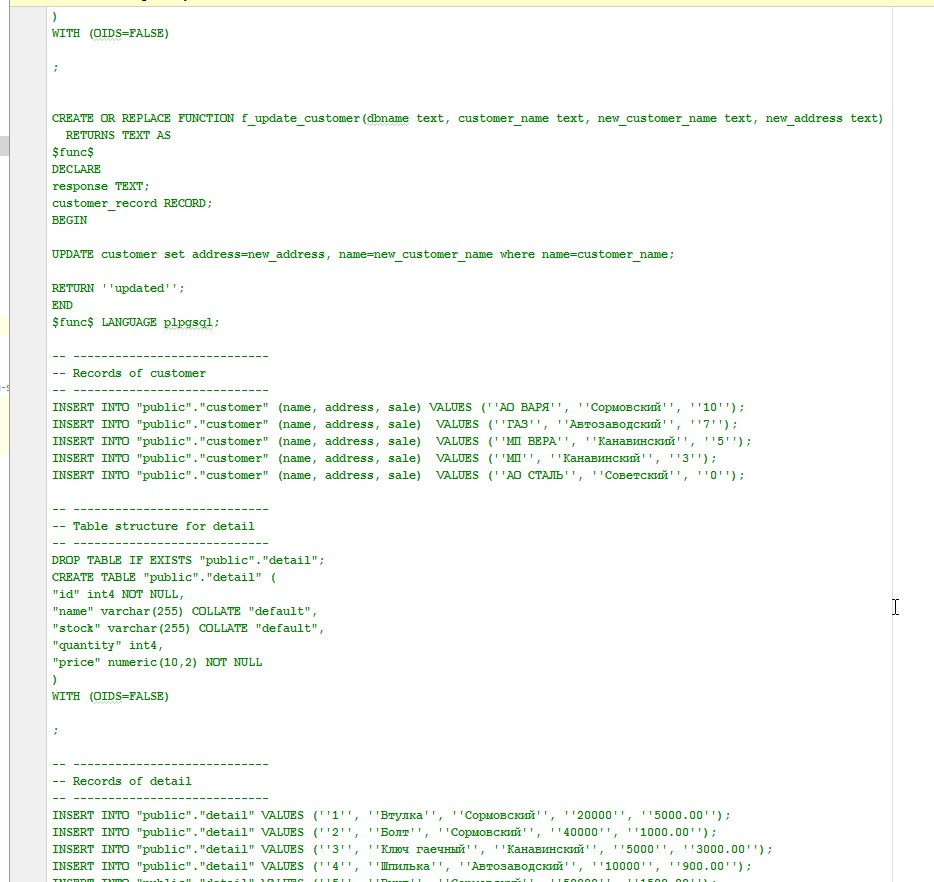 )
WITH (OIDS=FALSE)
;
CREATE OR REPLACE FUNCTION f_update_customer(dbname text, customer_name text, new_customer_name text, new_address text)
RETURNS TEXT AS
$func$
DECLARE
response TEXT;
customer_record RECORD;
BEGIN
UPDATE customer set address=new_address, name=new_customer_name where name=customer_name;
RETURN ''updated'';
END
$func$ LANGUAGE plpgsql;
-- ----------------------------
-- Records of customer
-- ----------------------------
INSERT INTO "public"."customer" (name, address, sale) VALUES (''АО ВАРЯ'', ''Сормовский'', ''10'');
INSERT INTO "public"."customer" (name, address, sale)  VALUES (''ГАЗ'', ''Автозаводский'', ''7'');
INSERT INTO "public"."customer" (name, address, sale)  VALUES (''МП ВЕРА'', ''Канавинский'', ''5'');
INSERT INTO "public"."customer" (name, address, sale)  VALUES (''МП'', ''Канавинский'', ''3'');
INSERT INTO "public"."customer" (name, address, sale)  VALUES (''АО СТАЛЬ'', ''Советский'', ''0'');
-- ----------------------------
-- Table structure for detail
-- ----------------------------
DROP TABLE IF EXISTS "public"."detail";
CREATE TABLE "public"."detail" (
"id" int4 NOT NULL,
"name" varchar(255) COLLATE "default",
"stock" varchar(255) COLLATE "default",
"quantity" int4,
"price" numeric(10,2) NOT NULL
)
WITH (OIDS=FALSE)
;
-- ----------------------------
-- Records of detail
-- ----------------------------
INSERT INTO "public"."detail" VALUES (''1'', ''Втулка'', ''Сормовский'', ''20000'', ''5000.00'');
INSERT INTO "public"."detail" VALUES (''2'', ''Болт'', ''Сормовский'', ''40000'', ''1000.00'');
INSERT INTO "public"."detail" VALUES (''3'', ''Ключ гаечный'', ''Канавинский'', ''5000'', ''3000.00'');
INSERT INTO "public"."detail" VALUES (''4'', ''Шпилька'', ''Автозаводский'', ''10000'', ''900.00'');
INSERT INTO "public"."detail" VALUES